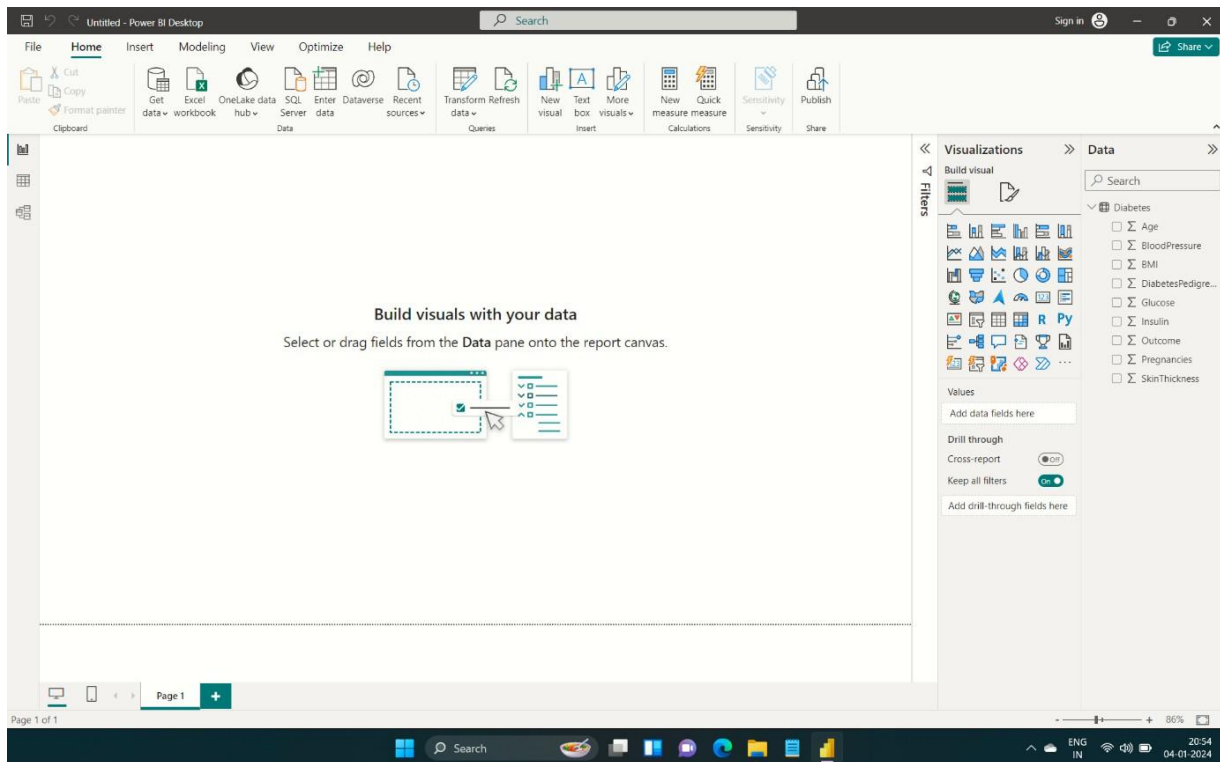 Untitled - Power BI Desktop
Search
Sign in
File Home Insert Modeling View Optimize Help
Share
Paste
Cut
Copy
Format painter
Clipboard
Get data
Excel workbook
OneLake data hub
SQL Server
Enter data
Dataverse
Recent sources
Data
Transform data
Refresh
Queries
New visual
Text box
More visuals
Insert
New measure
Quick measure
Calculations
Sensitivity
Sensitivity
Publish
Share
Build visuals with your data
Select or drag fields from the Data pane onto the report canvas.
Filters
Visualizations
Build visual
R Py
123
Values
Add data fields here
Drill through
Cross-report Off
Keep all filters On
Add drill-through fields here
Data
Search
Diabetes
Age
BloodPressure
BMI
DiabetesPedigre...
Glucose
Insulin
Outcome
Pregnancies
SkinThickness
Page 1
Page 1 of 1
86%
Search
ENG
IN
20:54
04-01-2024